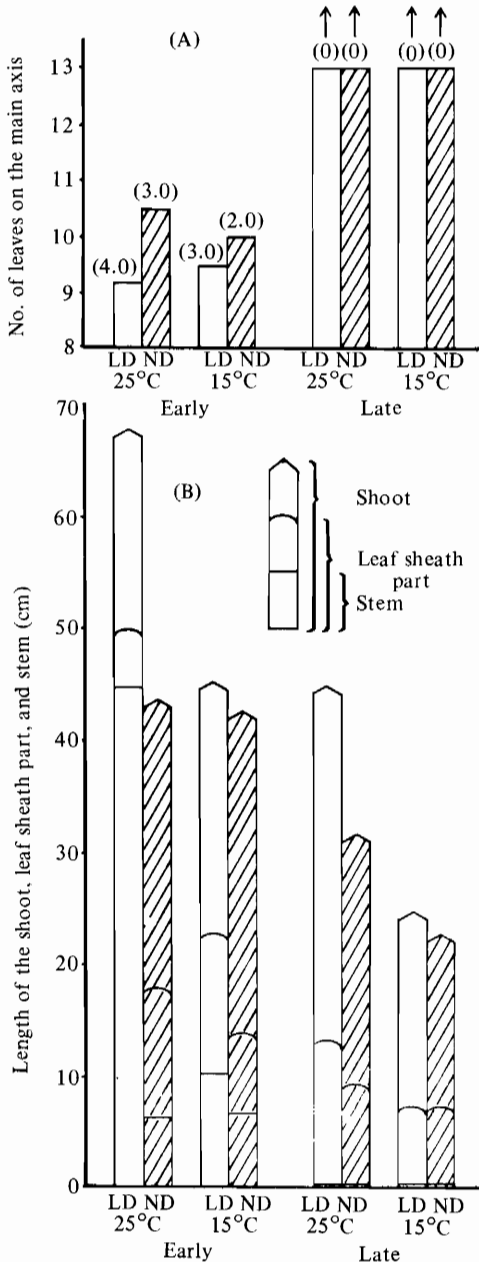 (A)
No. of leaves on the main axis
13
12
11
10
9
8
(4.0)
(3.0)
(3.0)
(2.0)
(0) (0)
(0) (0)
LD ND LD ND LD ND LD ND
25°C 15°C 25°C 15°C
Early Late
(B)
Length of the shoot, leaf sheath part, and stem (cm)
70
60
50
40
30
20
10
0
Shoot
Leaf sheath
part
Stem
LD ND LD ND LD ND LD ND
25°C 15°C 25°C 15°C
Early Late